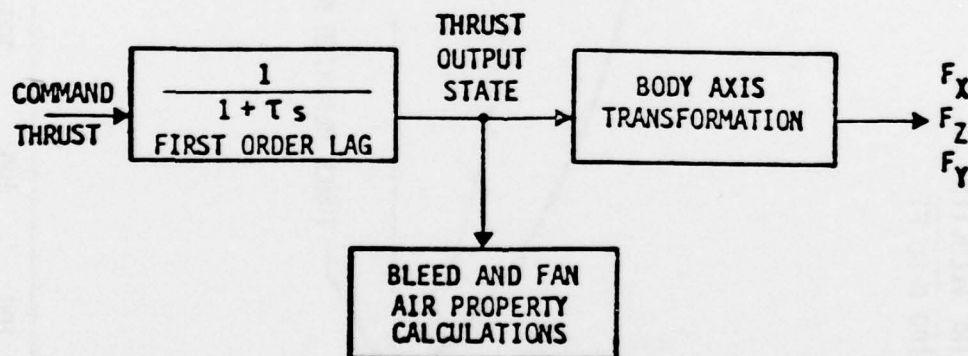 COMMAND
THRUST
1
1 + τ s
FIRST ORDER LAG
THRUST
OUTPUT
STATE
BODY AXIS
TRANSFORMATION
F_X
F_Z
F_Y
BLEED AND FAN
AIR PROPERTY
CALCULATIONS